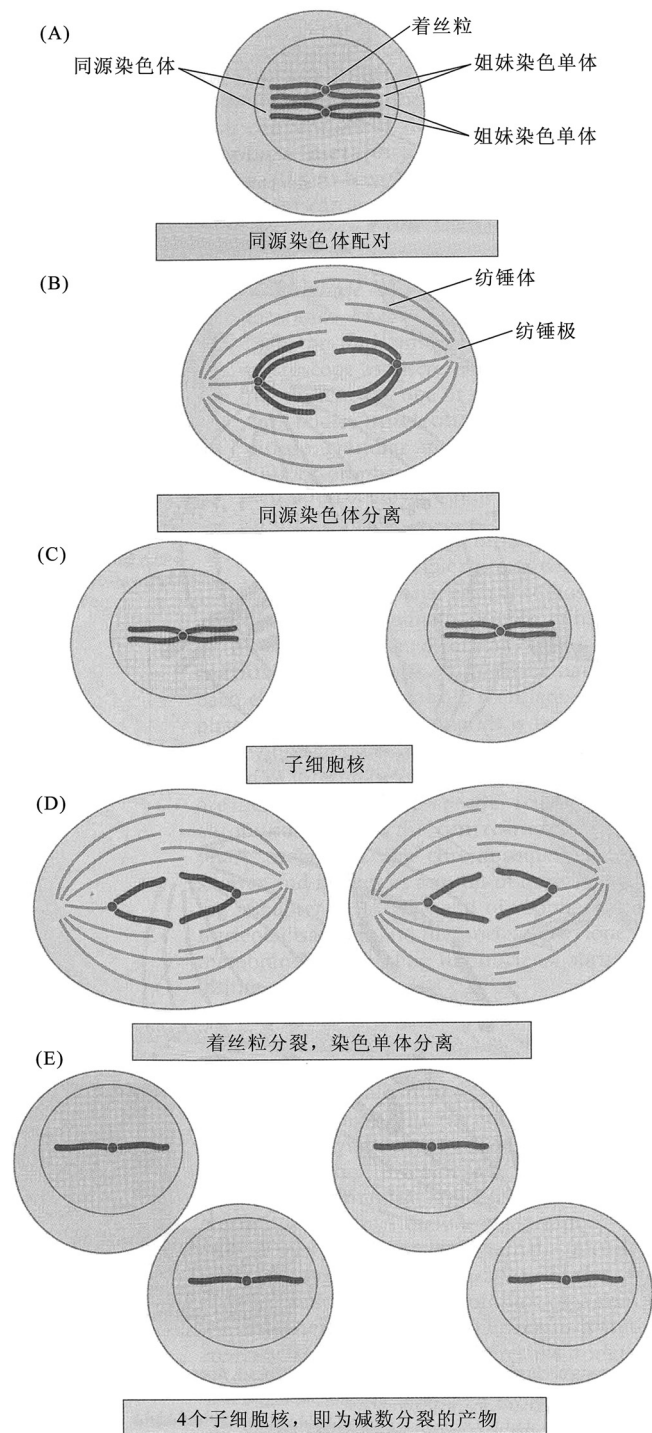 (A)
着丝粒
同源染色体
姐妹染色单体
姐妹染色单体
同源染色体配对
(B)
纺锤体
纺锤极
同源染色体分离
(C)
子细胞核
(D)
着丝粒分裂，染色单体分离
(E)
4个子细胞核，即为减数分裂的产物